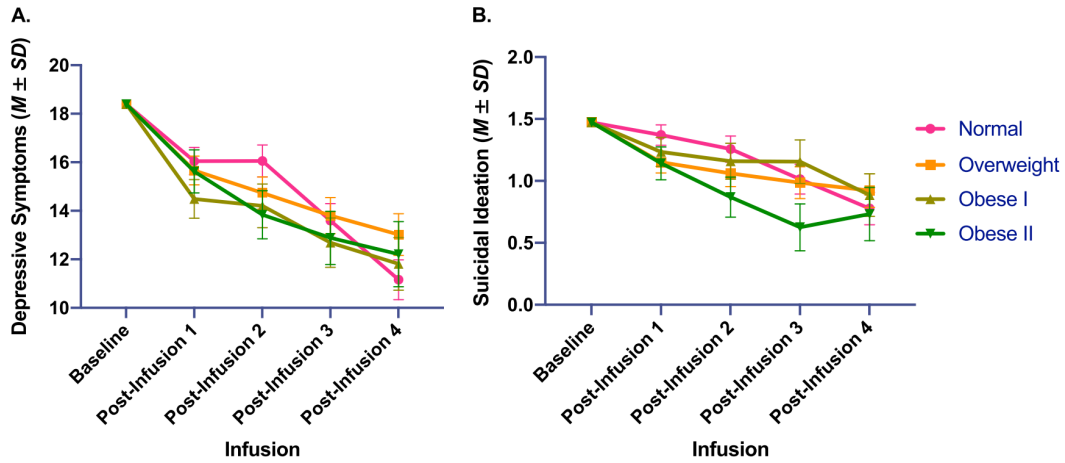 A.
Depressive Symptoms (M ± SD)
20
18
16
14
12
10
Baseline
Post-Infusion 1
Post-Infusion 2
Post-Infusion 3
Post-Infusion 4
Infusion
B.
Suicidal Ideation (M ± SD)
2.0
1.5
1.0
0.5
0.0
Baseline
Post-Infusion 1
Post-Infusion 2
Post-Infusion 3
Post-Infusion 4
Infusion
Normal
Overweight
Obese I
Obese II